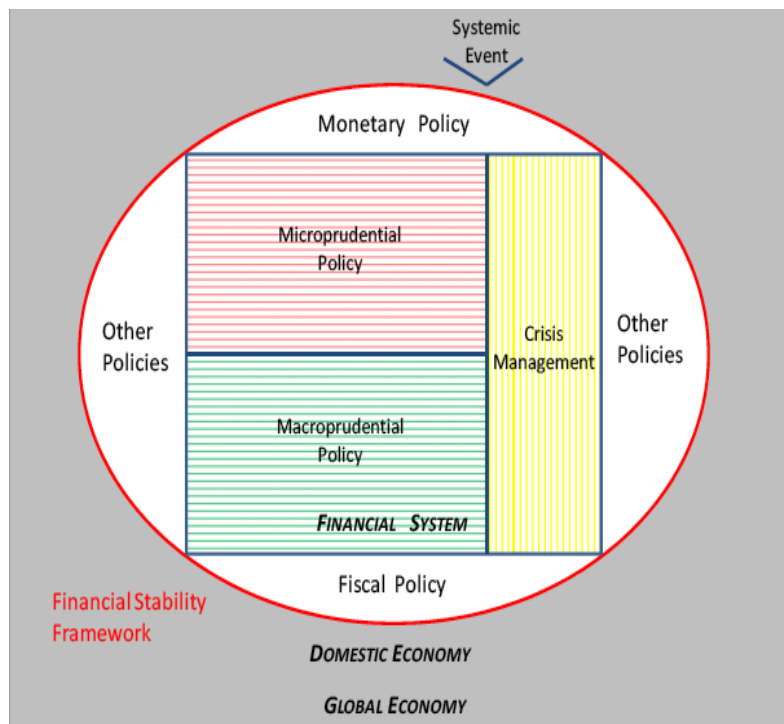 Systemic
Event
Monetary Policy
Microprudential
Policy
Other
Policies
Crisis
Management
Other
Policies
Macroprudential
Policy
FINANCIAL SYSTEM
Fiscal Policy
Financial Stability
Framework
DOMESTIC ECONOMY
GLOBAL ECONOMY